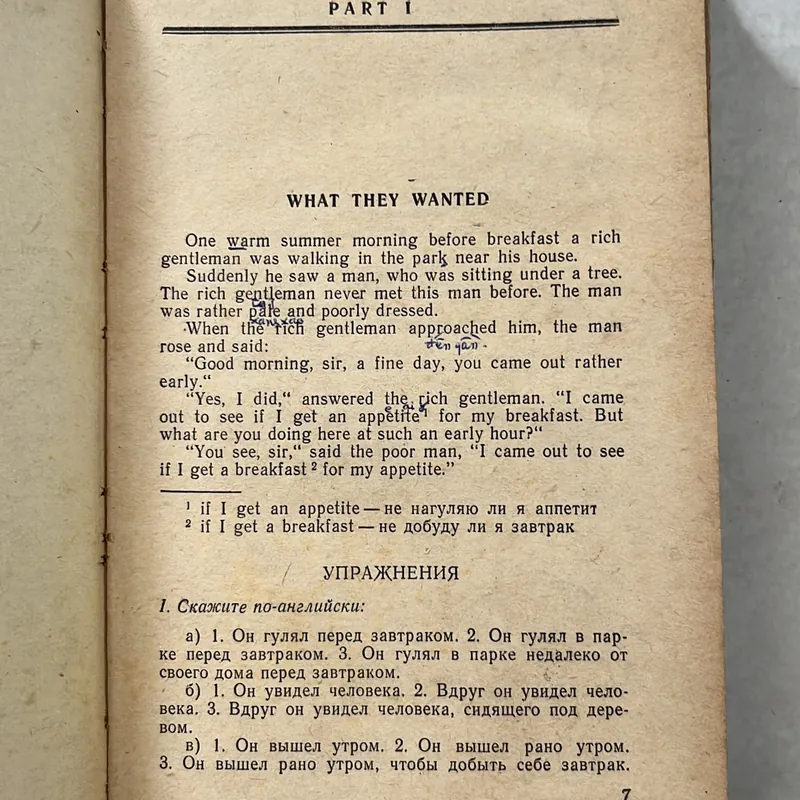 PART I
WHAT THEY WANTED
One warm summer morning before breakfast a rich
gentleman was walking in the park near his house.
Suddenly he saw a man, who was sitting under a tree.
The rich gentleman never met this man before. The man
was rather pale and poorly dressed.
When the rich gentleman approached him, the man
rose and said:
“Good morning, sir, a fine day, you came out rather
early.“
“Yes, I did,“ answered the rich gentleman. “I came
out to see if I get an appetite¹ for my breakfast. But
what are you doing here at such an early hour?“
“You see, sir,“ said the poor man, “I came out to see
if I get a breakfast² for my appetite.”
¹ if I get an appetite — не нагуляю ли я аппетит
² if I get a breakfast — не добуду ли я завтрак
УПРАЖНЕНИЯ
I. Скажите по-английски:
а) 1. Он гулял перед завтраком. 2. Он гулял в пар-
ке перед завтраком. 3. Он гулял в парке недалеко от
своего дома перед завтраком.
б) 1. Он увидел человека. 2. Вдруг он увидел чело-
века. 3. Вдруг он увидел человека, сидящего под дере-
вом.
в) 1. Он вышел утром. 2. Он вышел рано утром.
3. Он вышел рано утром, чтобы добыть себе завтрак.
7